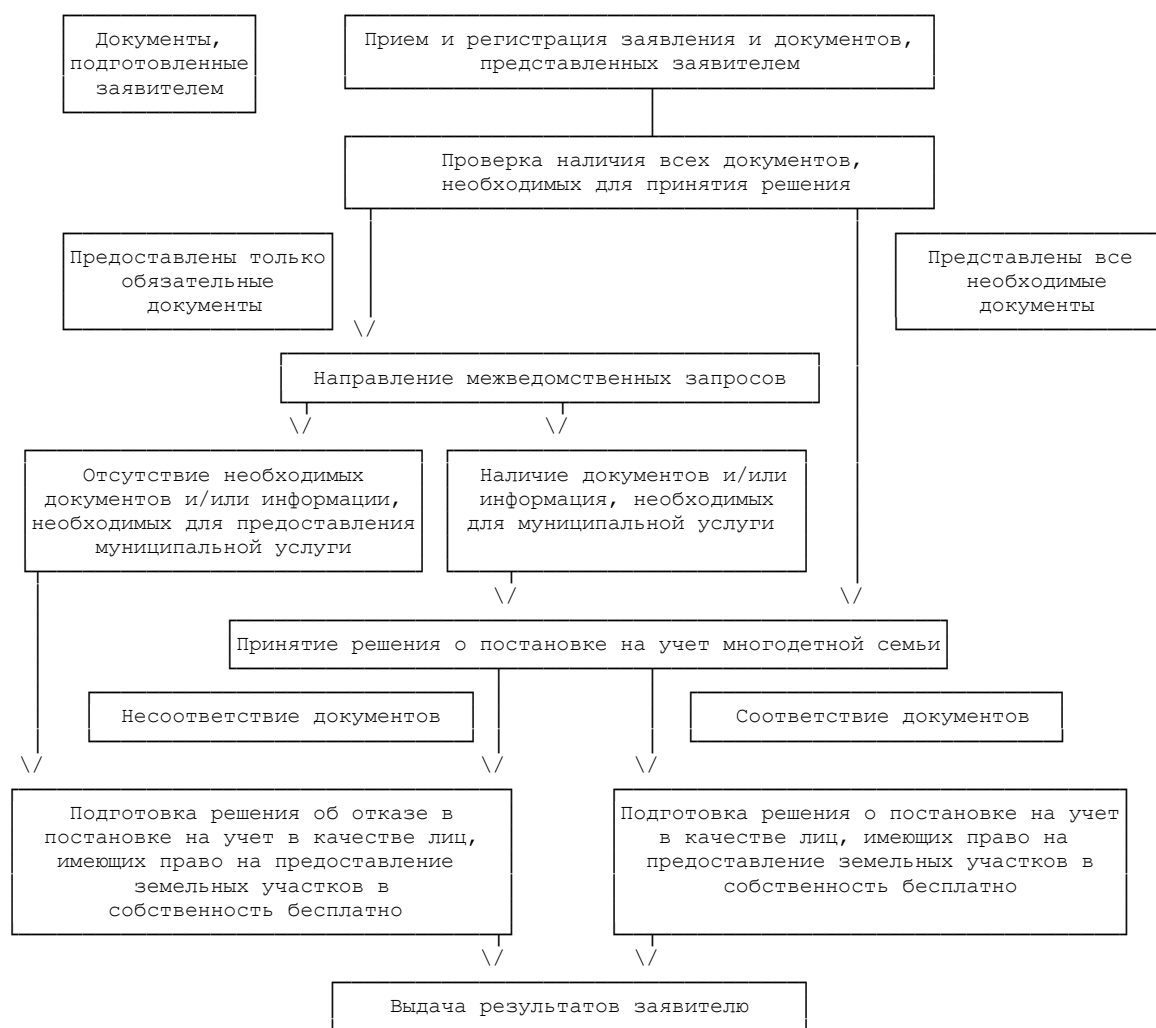 Документы,
подготовленные
заявителем
Прием и регистрация заявления и документов,
представленных заявителем
Проверка наличия всех документов,
необходимых для принятия решения
Предоставлены только
обязательные
документы
Представлены все
необходимые
документы
Направление межведомственных запросов
Отсутствие необходимых
документов и/или информации,
необходимых для предоставления
муниципальной услуги
Наличие документов и/или
информация, необходимых
для муниципальной услуги
Принятие решения о постановке на учет многодетной семьи
Несоответствие документов
Соответствие документов
Подготовка решения об отказе в
постановке на учет в качестве лиц,
имеющих право на предоставление
земельных участков в
собственность бесплатно
Подготовка решения о постановке на учет
в качестве лиц, имеющих право на
предоставление земельных участков в
собственность бесплатно
Выдача результатов заявителю